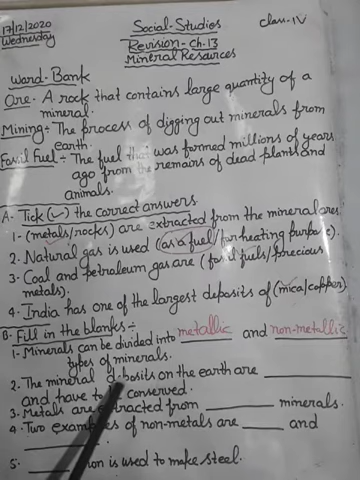 17/12/2020 Social-Studies Class-IV
Wednesday Revision-Ch.13
Mineral Resources
Word-Bank
Ore- A rock that contains large quantity of a
mineral.
Mining÷ The process of digging out minerals from
earth.
Fossil Fuel÷ The fuel that was formed millions of years
ago from the remains of dead plants and
animals.
A- Tick (✓) the correct answers
1- (metals/rocks) are extracted from the mineral ores.
2. Natural gas is used (as a fuel/for heating purpose).
3- Coal and petroleum gas are (fossil fuels/precious
metals).
4- India has one of the largest deposits of (mica/copper).
B- Fill in the blanks÷
1- Minerals can be divided into metallic and non-metallic
types of minerals.
2- The mineral on the earth are ________
and have to conserved.
3- Metals are extracted from ________ minerals.
4- Two of non-metals are ____ and
________.
5- ____ is used to make steel.